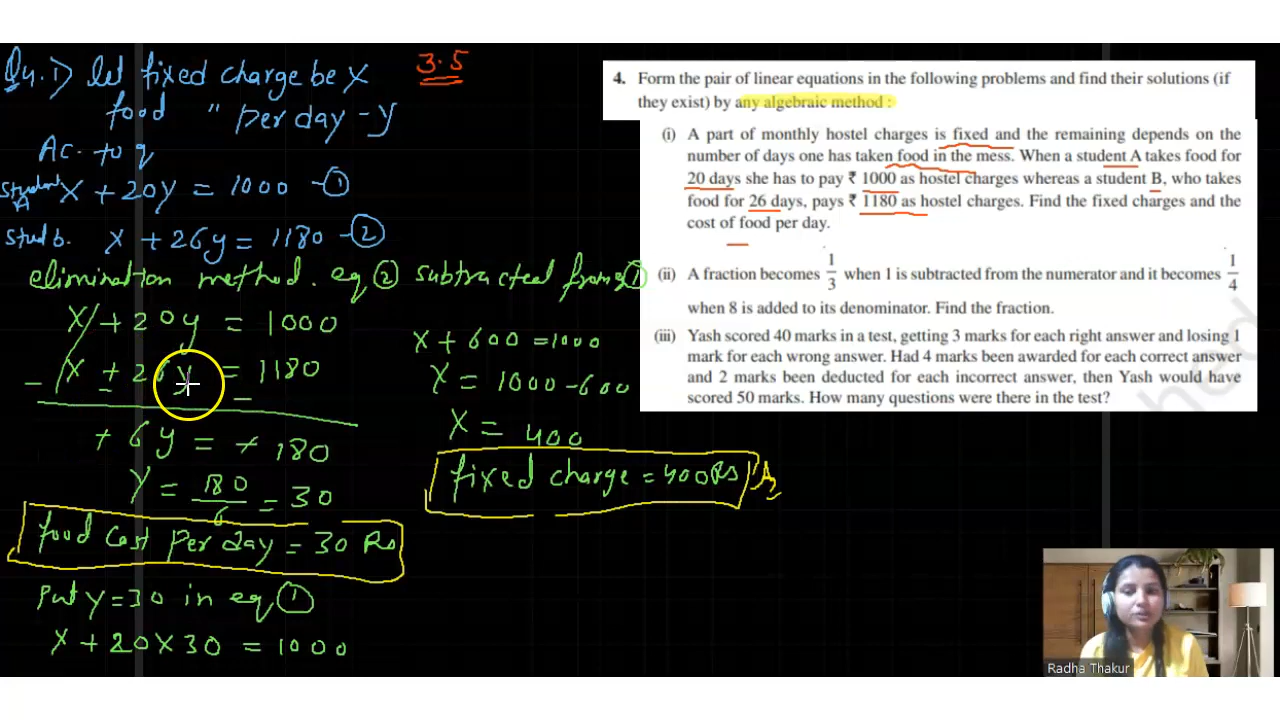 Q4.1) let fixed charge be x
3.5
food " per day - y
Ac. to q
Student A x + 20y = 1000 - ①
Stud b. x + 26y = 1180 - ②
elimination method. eq ② subtracted from eq ①
x + 20y = 1000
- x + 26y = 1180
- -
+ 6y = + 180
y = 180/6 = 30
food cost per day = 30 Rs
put y = 30 in eq ①
x + 20 x 30 = 1000
x + 600 = 1000
x = 1000 - 600
x = 400
fixed charge = 400 Rs
4. Form the pair of linear equations in the following problems and find their solutions (if
they exist) by any algebraic method :
(i) A part of monthly hostel charges is fixed and the remaining depends on the
number of days one has taken food in the mess. When a student A takes food for
20 days she has to pay ₹ 1000 as hostel charges whereas a student B, who takes
food for 26 days, pays ₹ 1180 as hostel charges. Find the fixed charges and the
cost of food per day.
(ii) A fraction becomes 1/3 when 1 is subtracted from the numerator and it becomes 1/4
when 8 is added to its denominator. Find the fraction.
(iii) Yash scored 40 marks in a test, getting 3 marks for each right answer and losing 1
mark for each wrong answer. Had 4 marks been awarded for each correct answer
and 2 marks been deducted for each incorrect answer, then Yash would have
scored 50 marks. How many questions were there in the test?
Radha Thakur